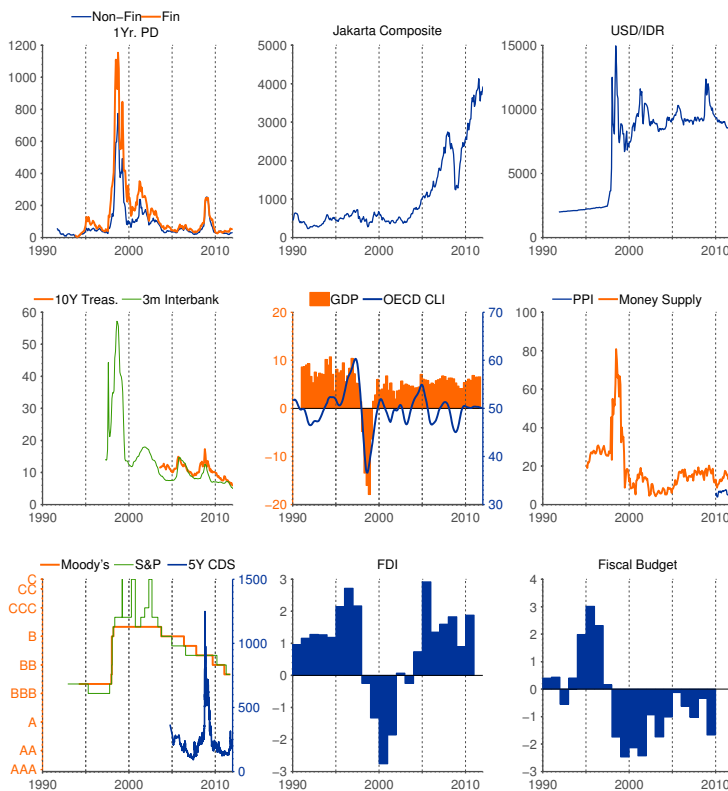 Non-Fin Fin
1Yr. PD
1200
1000
800
600
400
200
0
1990 2000 2010
Jakarta Composite
5000
4000
3000
2000
1000
0
1990 2000 2010
USD/IDR
15000
10000
5000
0
1990 2000 2010
10Y Treas. 3m Interbank
60
50
40
30
20
10
0
1990 2000 2010
GDP OECD CLI
20 70
10 60
0 50
−10 40
−20 30
1990 2000 2010
PPI Money Supply
100
80
60
40
20
0
1990 2000 2010
Moody's S&P 5Y CDS
C 1500
CC
CCC
B 1000
BB
BBB
A 500
AA
AAA 0
1990 2000 2010
FDI
3
2
1
0
−1
−2
−3
1990 2000 2010
Fiscal Budget
4
3
2
1
0
−1
−2
−3
1990 2000 2010